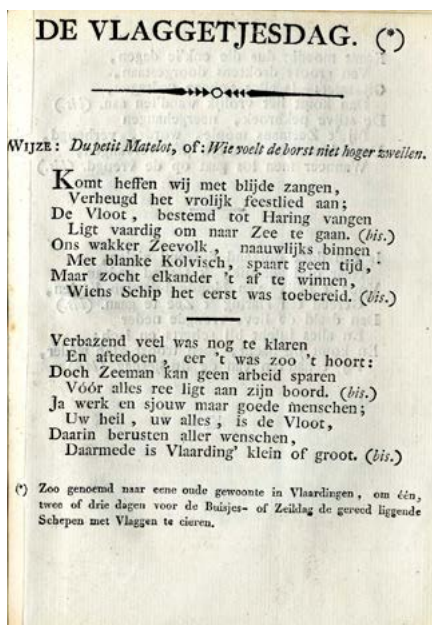 DE VLAGGETJESDAG. (*)
WIJZE: Dupetit Matelot, of: Wie voelt de borst niet hoger zwellen.
Komt heffen wij met blijde zangen,
Verheugd het vrolijk feestlied aan;
De Vloot, bestemd tot Haring vangen
Ligt vaardig om naar Zee te gaan. (bis.)
Ons wakker Zeevolk, naauwlijks binnen
Met blanke Kolvisch, spaart geen tijd,
Maar zocht elkander 't af te winnen,
Wiens Schip het eerst was toebereid. (bis.)
Verbazend veel was nog te klaren
En aftedoen, eer 't was zoo 't hoort:
Doch Zeeman kan geen arbeid sparen
Vóór alles ree ligt aan zijn boord. (bis.)
Ja werk en sjouw maar goede menschen;
Uw heil, uw alles, is de Vloot,
Daarin berusten aller wenschen,
Daarmede is Vlaarding' klein of groot. (bis.)
(*) Zoo genoemd naar eene oude gewoonte in Vlaardingen, om één,
twee of drie dagen voor de Buisjes- of Zeildag de gereed liggende
Schepen met Vlaggen te cieren.